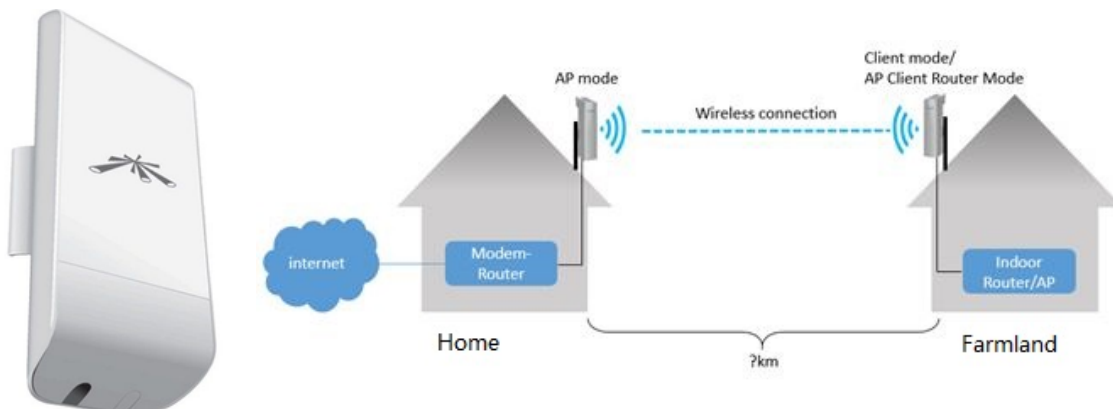 AP mode
Client mode/
AP Client Router Mode
Wireless connection
internet
Modem-
Router
Indoor
Router/AP
Home
?km
Farmland